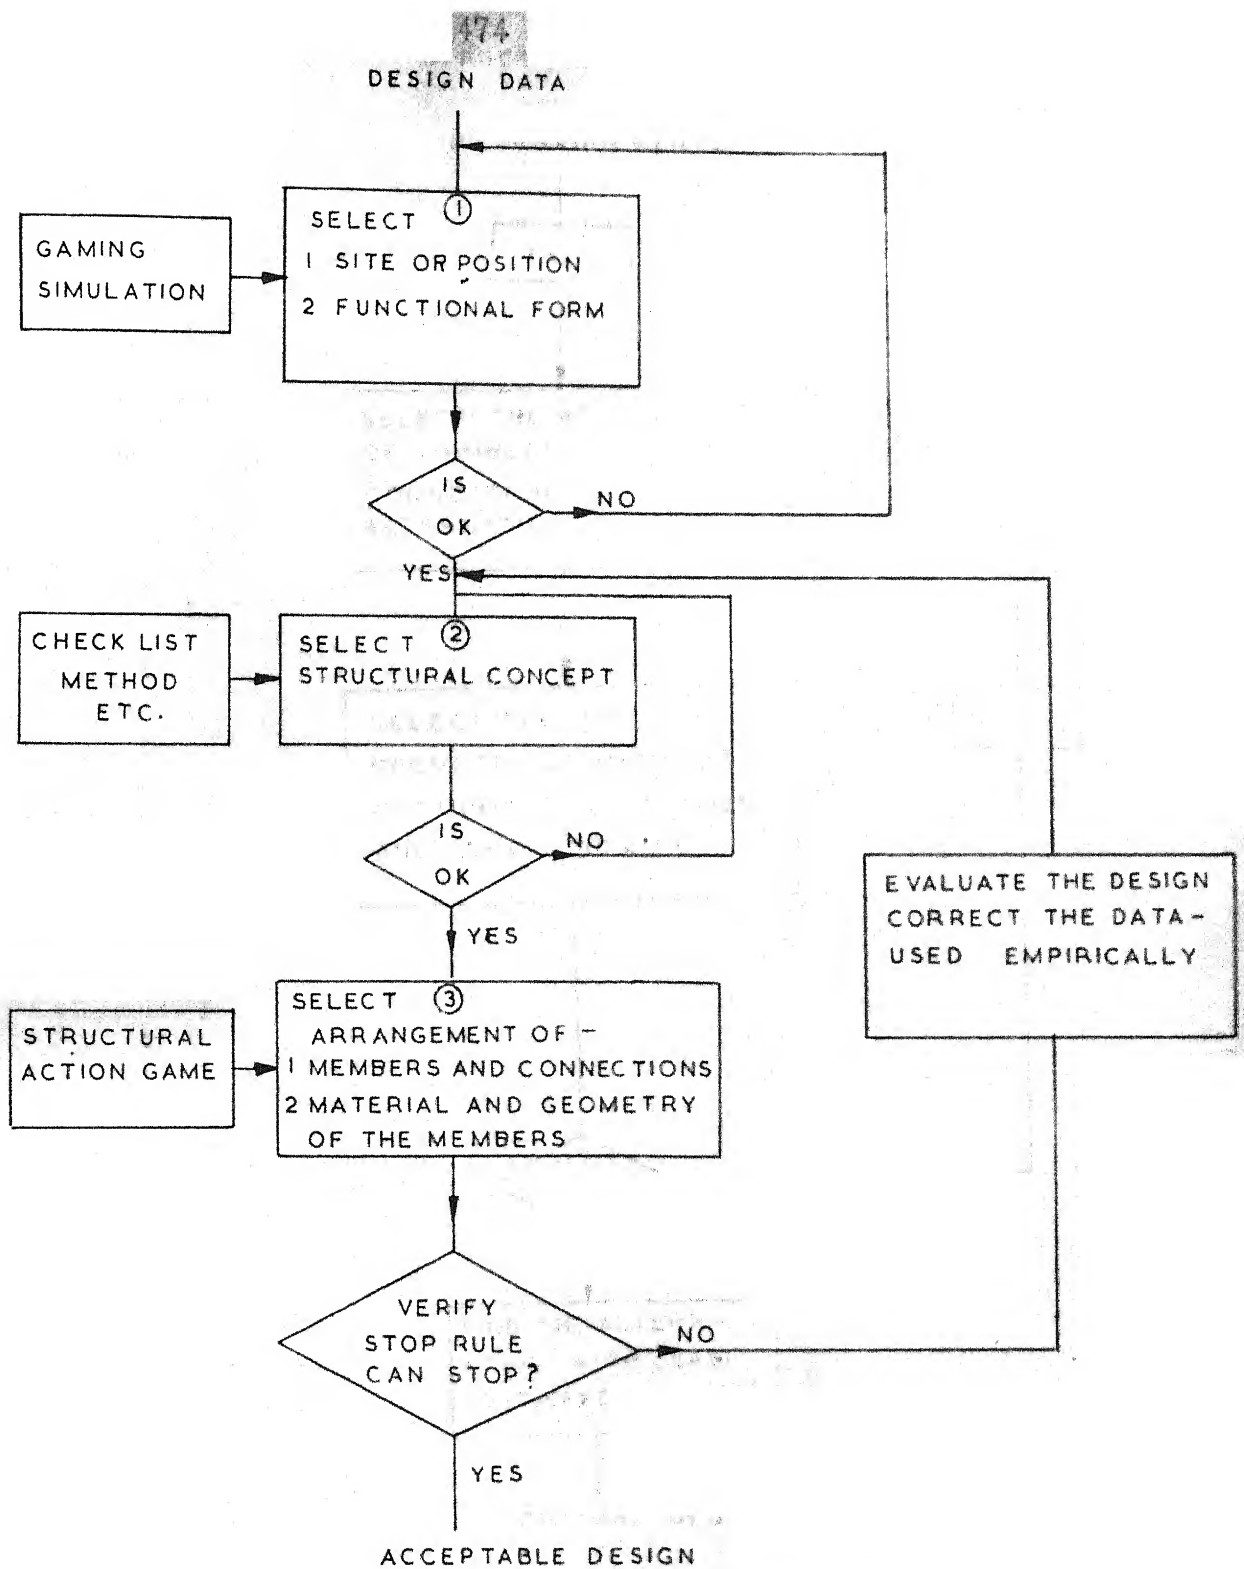 474
DESIGN DATA
SELECT 1
1 SITE OR POSITION
2 FUNCTIONAL FORM
GAMING
SIMULATION
IS
OK
NO
YES
SELECT 2
STRUCTURAL CONCEPT
CHECK LIST
METHOD
ETC.
IS
OK
NO
YES
SELECT 3
ARRANGEMENT OF -
1 MEMBERS AND CONNECTIONS
2 MATERIAL AND GEOMETRY
OF THE MEMBERS
STRUCTURAL
ACTION GAME
EVALUATE THE DESIGN
CORRECT THE DATA-
USED EMPIRICALLY
VERIFY
STOP RULE
CAN STOP?
NO
YES
ACCEPTABLE DESIGN